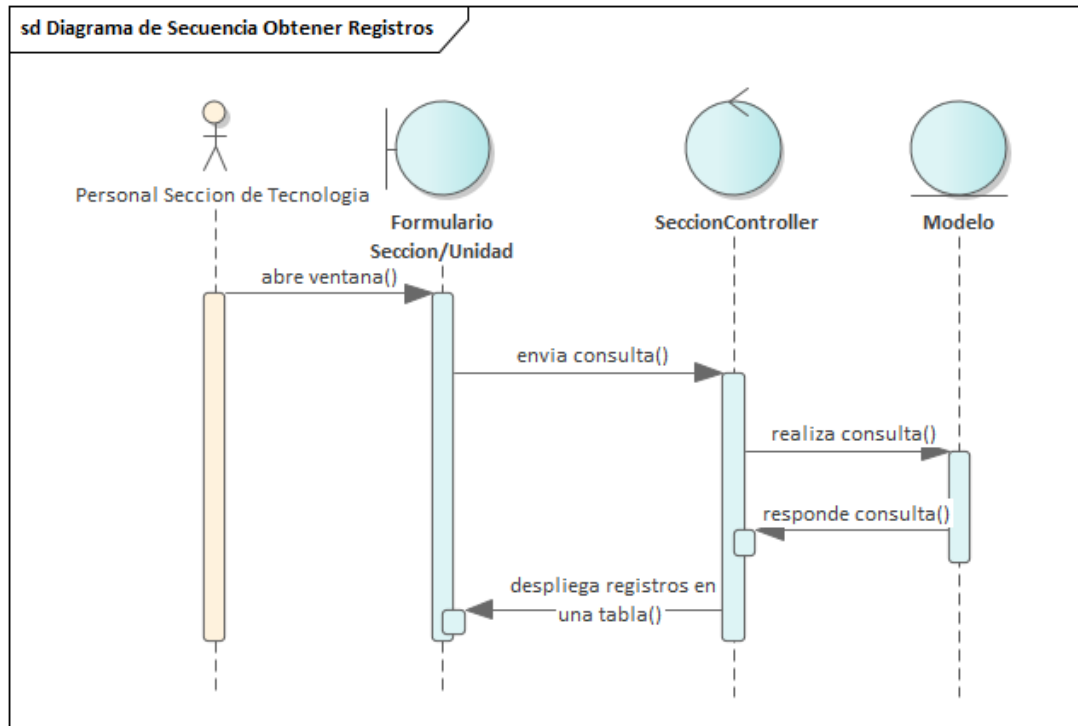 sd Diagrama de Secuencia Obtener Registros
Personal Seccion de Tecnologia
Formulario
Seccion/Unidad
SeccionController
Modelo
abre ventana()
envia consulta()
realiza consulta()
responde consulta()
despliega registros en
una tabla()